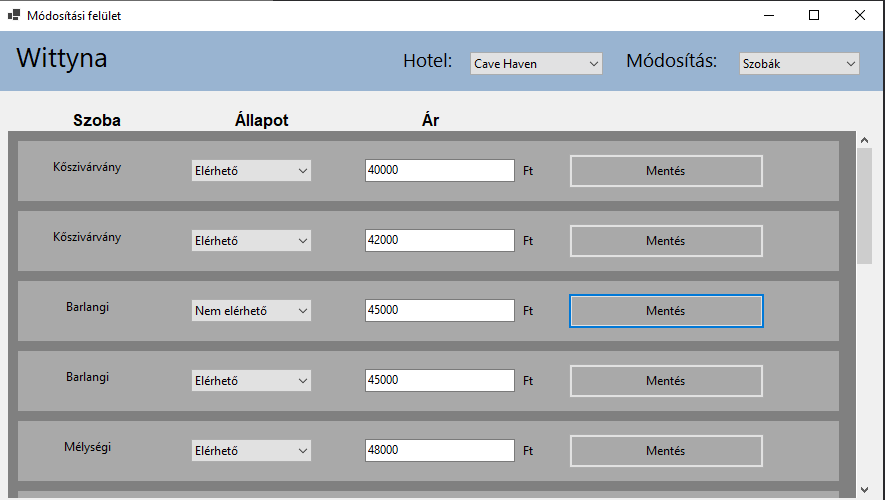 Módosítási felület
Wittyna Hotel: Cave Haven Módosítás: Szobák
Szoba Állapot Ár
Kőszivárvány Elérhető 40000 Ft Mentés
Kőszivárvány Elérhető 42000 Ft Mentés
Barlangi Nem elérhető 45000 Ft Mentés
Barlangi Elérhető 45000 Ft Mentés
Mélységi Elérhető 48000 Ft Mentés